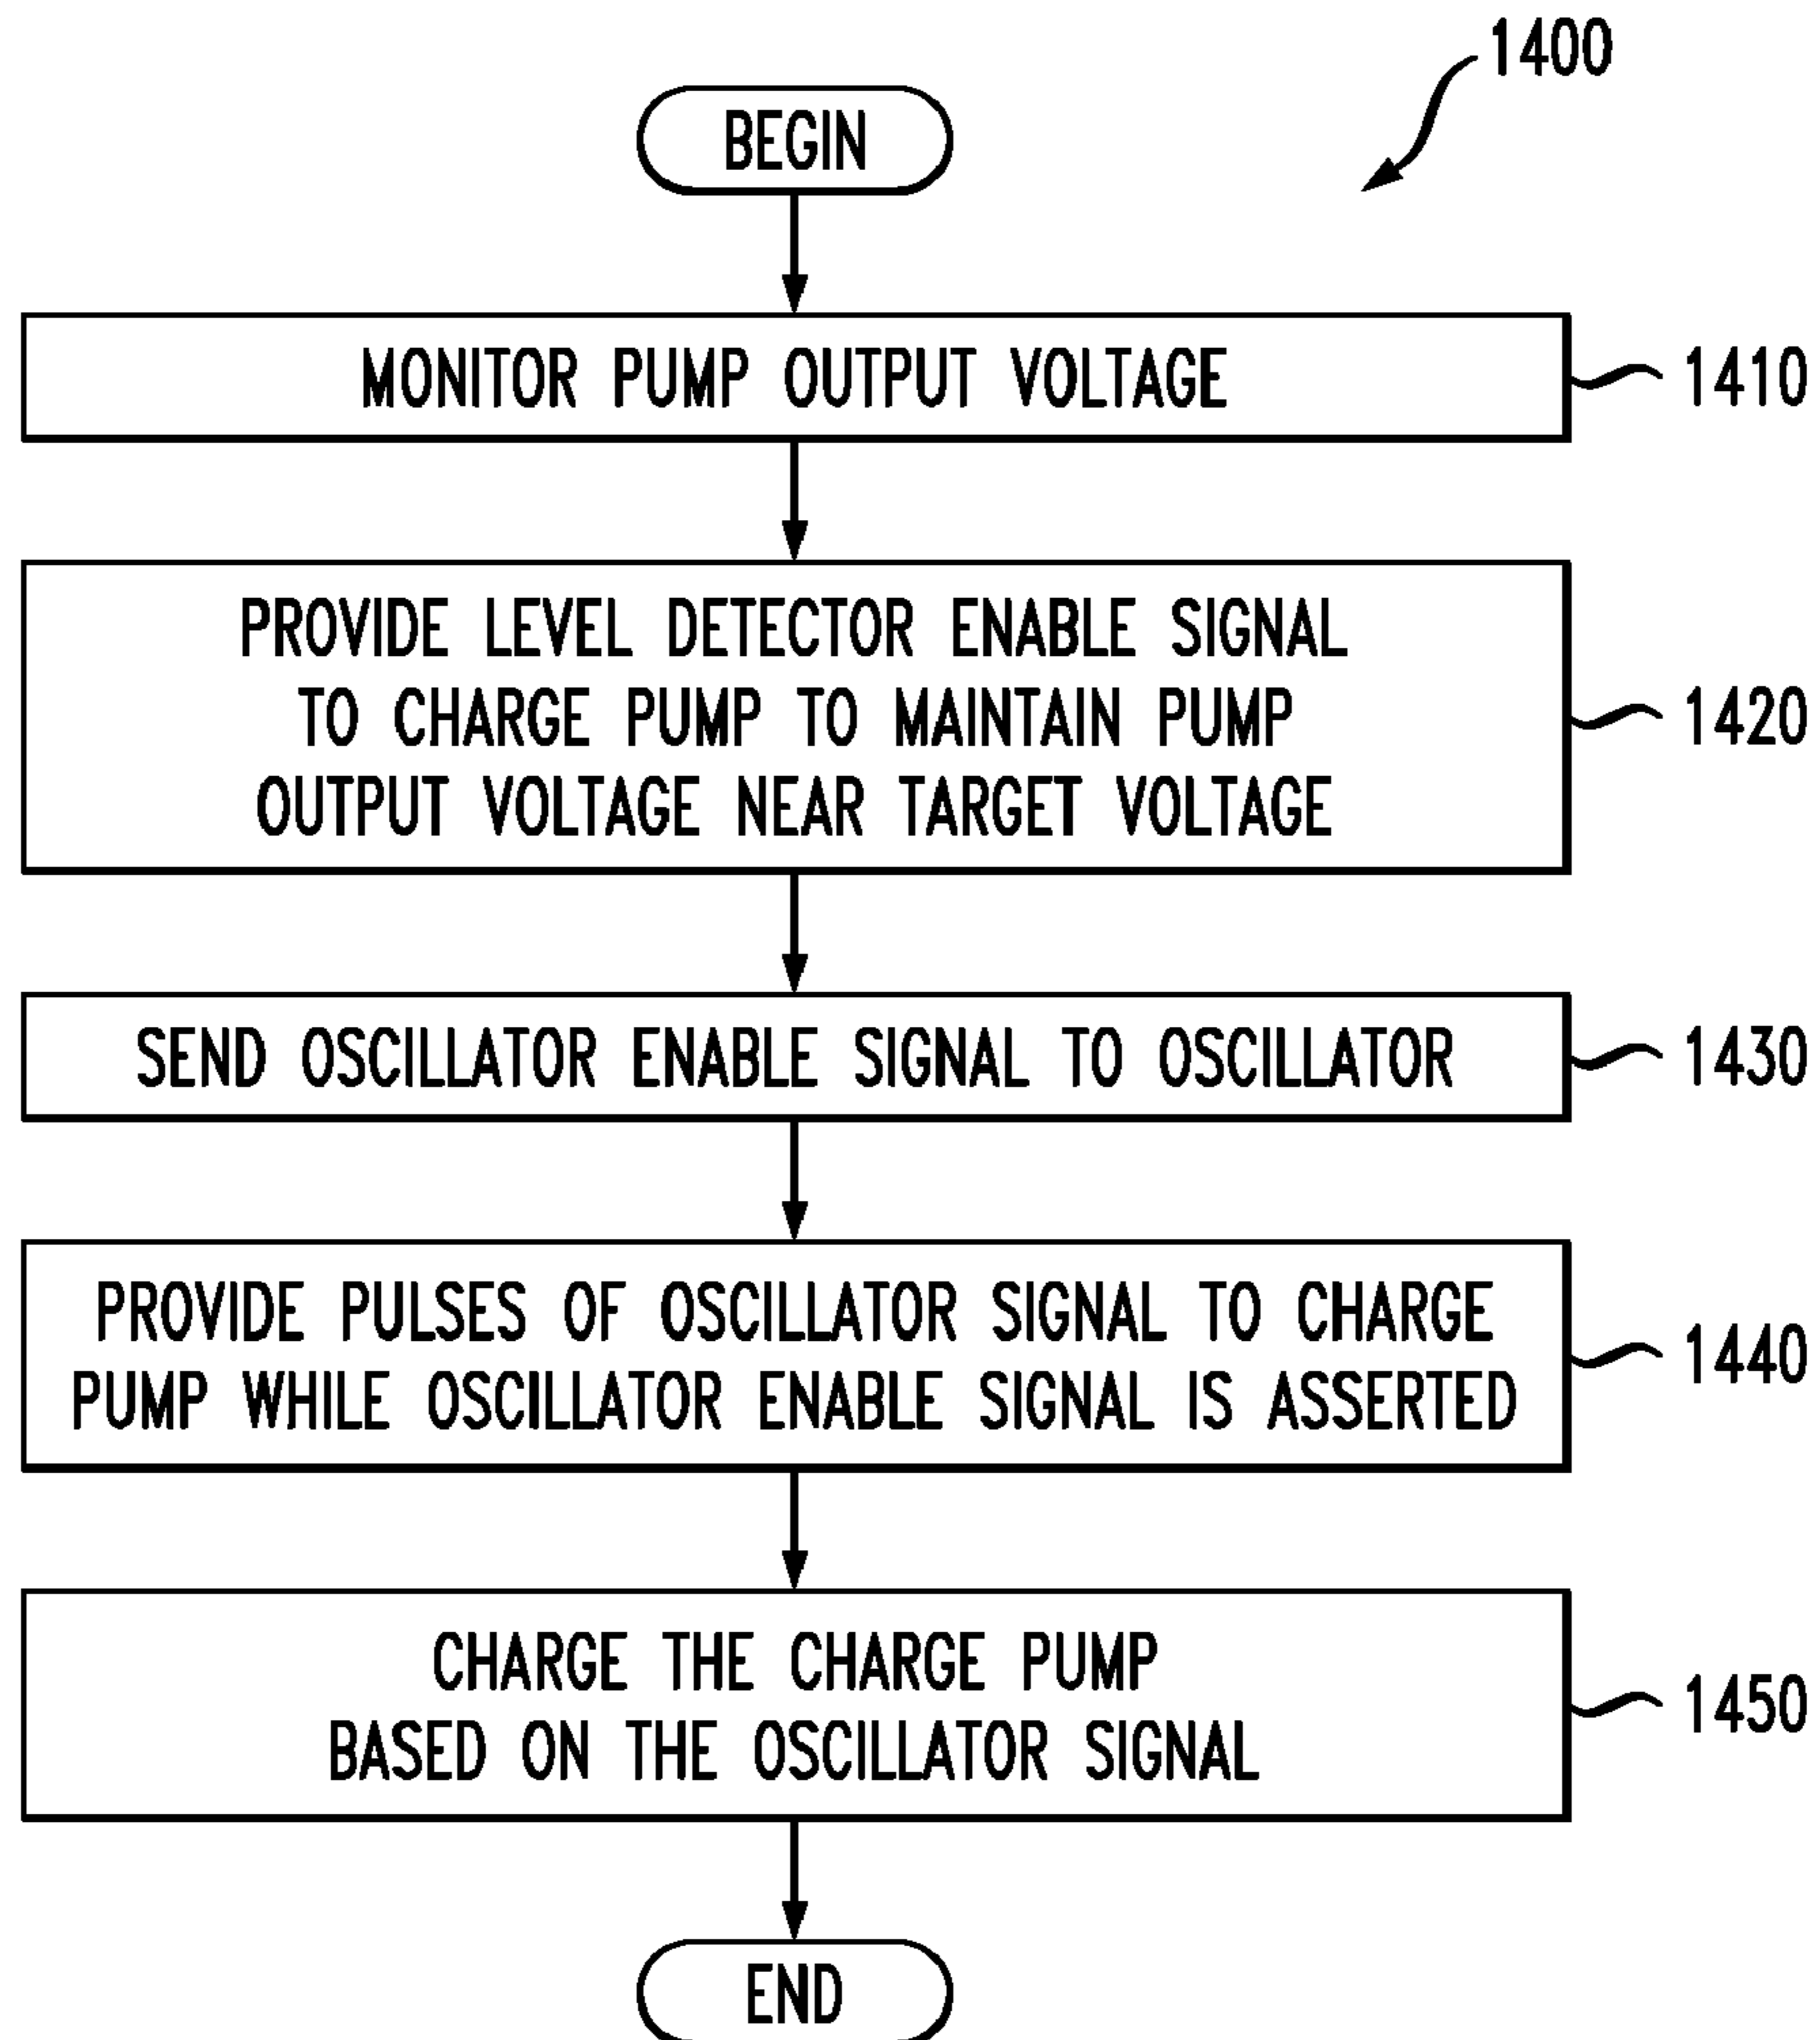 1400
BEGIN
MONITOR PUMP OUTPUT VOLTAGE
1410
PROVIDE LEVEL DETECTOR ENABLE SIGNAL
TO CHARGE PUMP TO MAINTAIN PUMP
OUTPUT VOLTAGE NEAR TARGET VOLTAGE
1420
SEND OSCILLATOR ENABLE SIGNAL TO OSCILLATOR
1430
PROVIDE PULSES OF OSCILLATOR SIGNAL TO CHARGE
PUMP WHILE OSCILLATOR ENABLE SIGNAL IS ASSERTED
1440
CHARGE THE CHARGE PUMP
BASED ON THE OSCILLATOR SIGNAL
1450
END